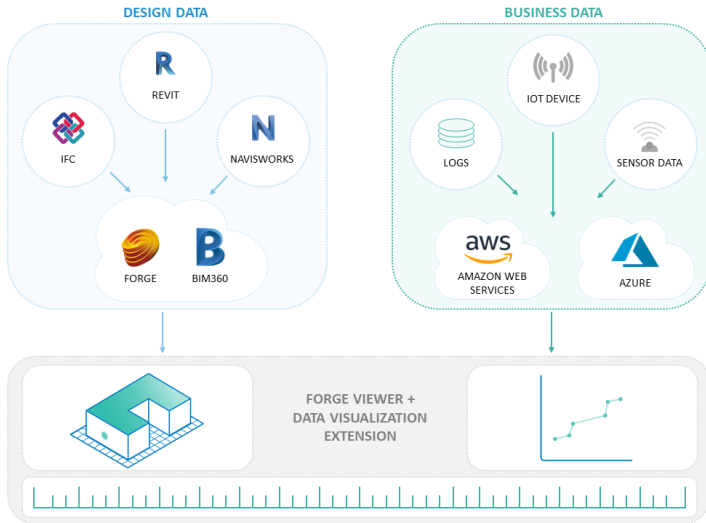 DESIGN DATA
BUSINESS DATA
R
REVIT
IFC
N
NAVISWORKS
FORGE
B
BIM360
IOT DEVICE
LOGS
SENSOR DATA
aws
AMAZON WEB
SERVICES
AZURE
FORGE VIEWER +
DATA VISUALIZATION
EXTENSION